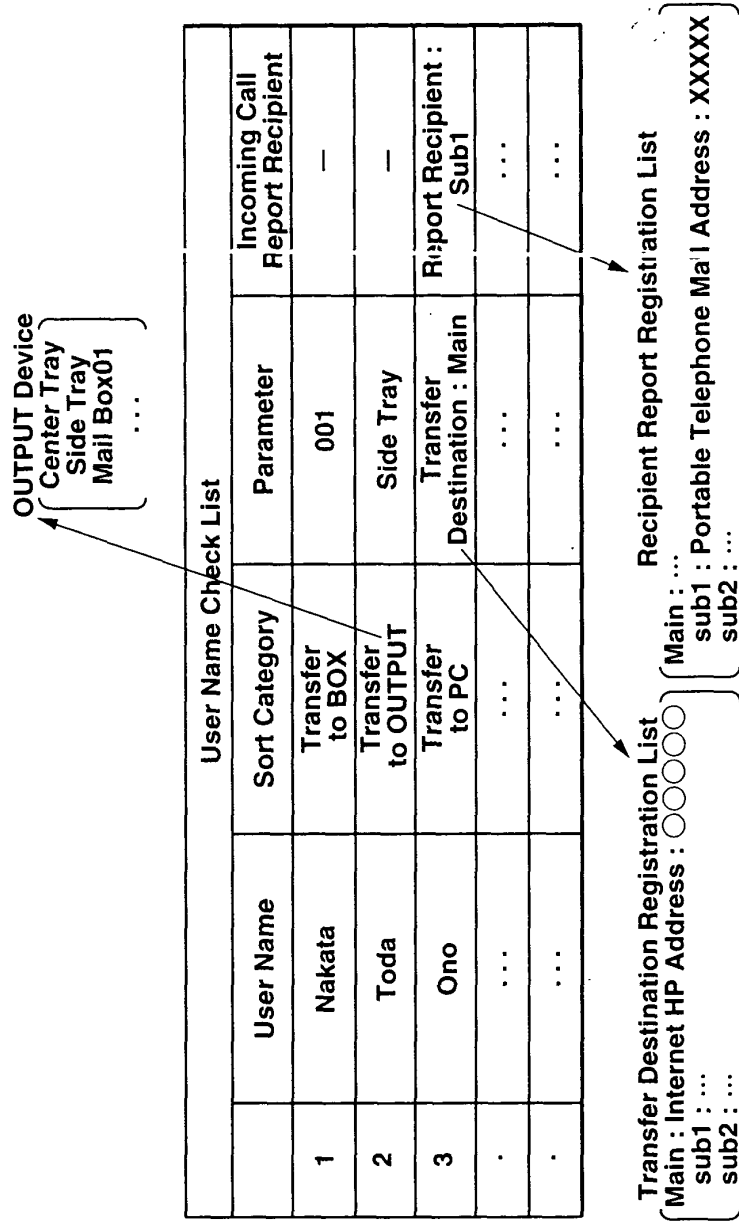 OUTPUT Device
Center Tray
Side Tray
Mail Box01
...
User Name Check List
User Name
Sort Category
Parameter
Incoming Call
Report Recipient
1
Nakata
Transfer
to BOX
001
—
2
Toda
Transfer
to OUTPUT
Side Tray
—
3
Ono
Transfer
to PC
Transfer
Destination : Main
Report Recipient :
Sub1
.
...
...
...
...
.
...
...
...
...
Transfer Destination Registration List
Main : Internet HP Address : ○○○○○
sub1 : ...
sub2 : ...
Recipient Report Registration List
Main : ...
sub1 : Portable Telephone Mail Address : XXXXX
sub2 : ...